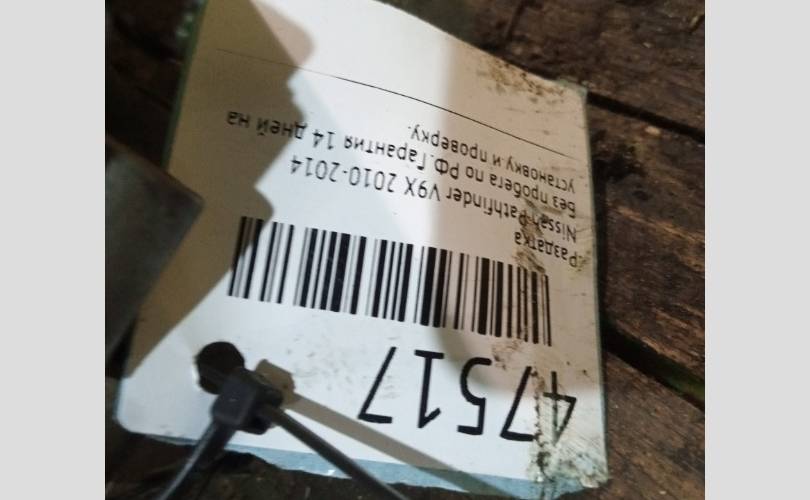 47517
Раздатка
Nissan Pathfinder V9X 2010-2014
Без пробега по РФ. Гарантия 14 дней на
установку и проверку.